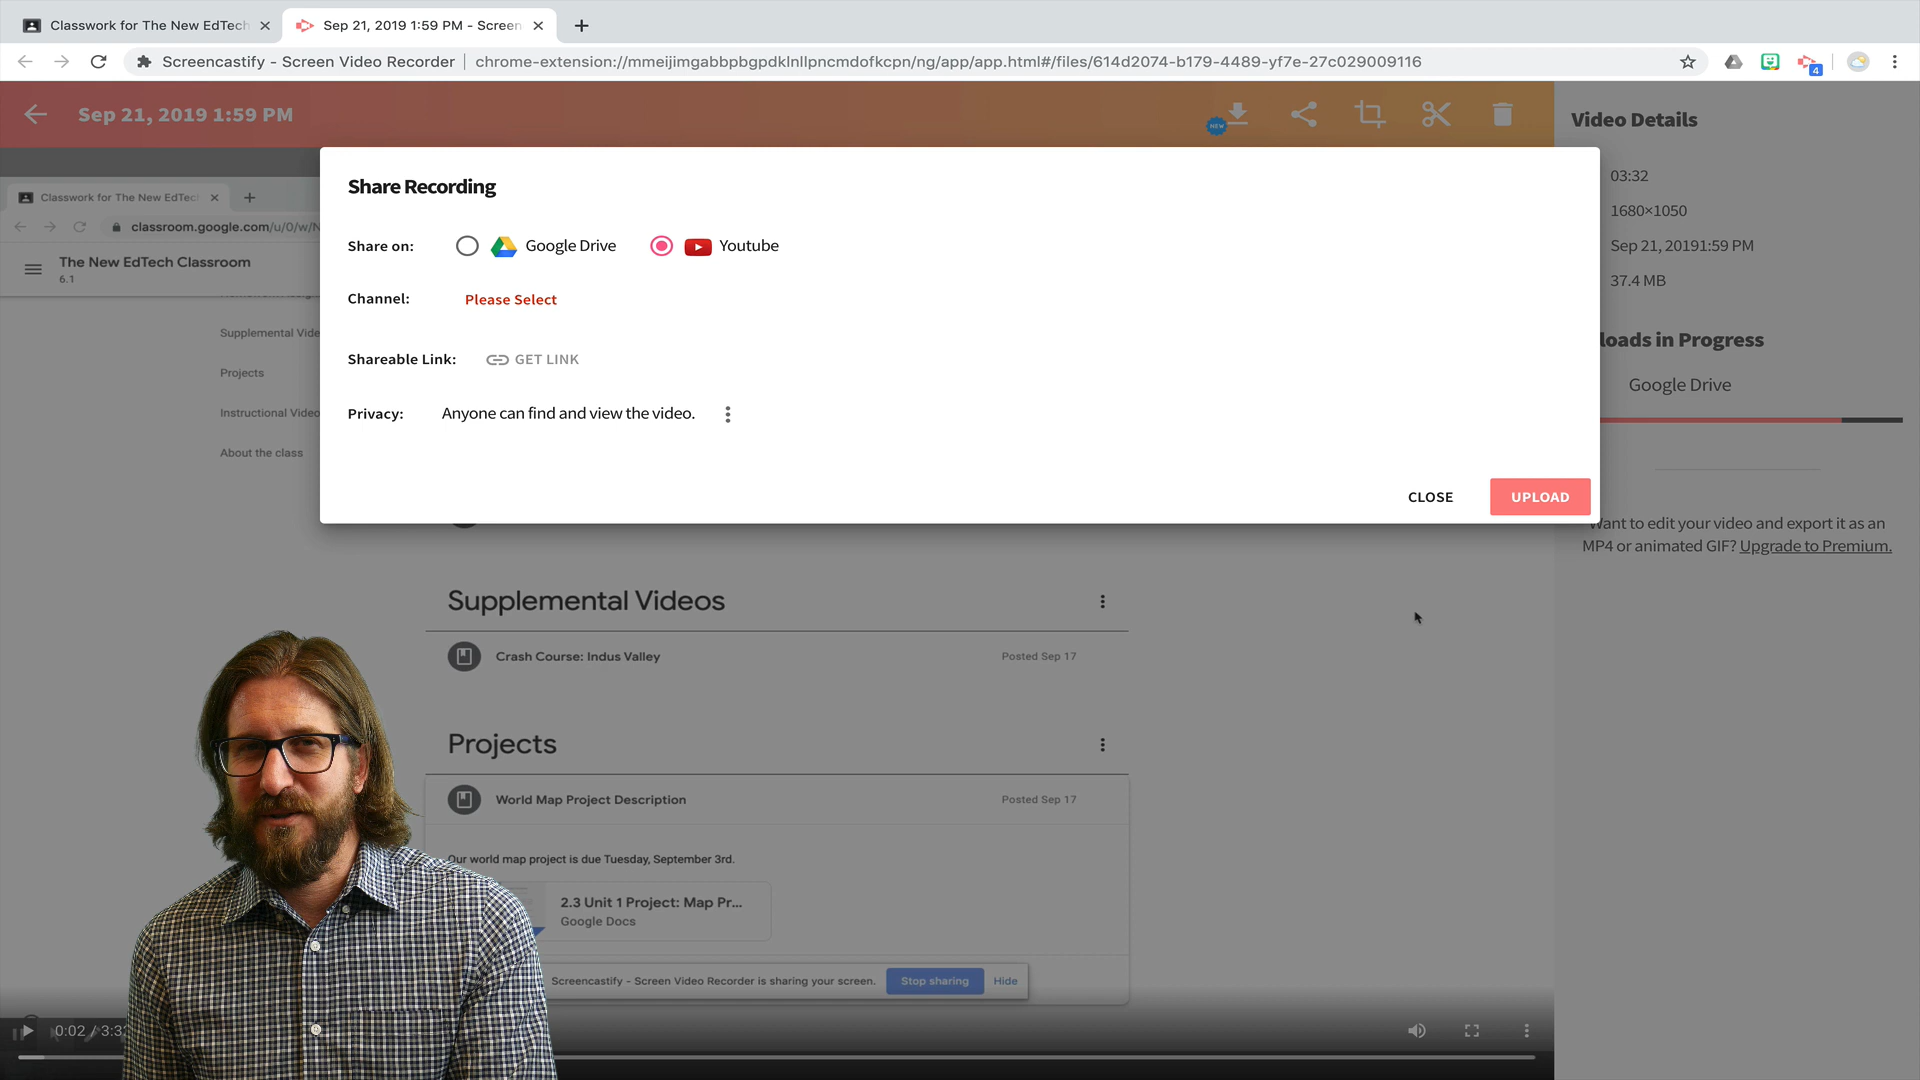 Classwork for The New EdTech
Sep 21, 2019 1:59 PM - Screen
Screencastify - Screen Video Recorder
chrome-extension://mmeijimgabbpbgpdklnllpncmdofkcpn/ng/app/app.html#/files/614d2074-b179-4489-yf7e-27c029009116
4
Sep 21, 2019 1:59 PM
NEW
Video Details
03:32
1680×1050
Sep 21, 20191:59 PM
37.4 MB
loads in Progress
Google Drive
Want to edit your video and export it as an
MP4 or animated GIF? Upgrade to Premium.
Classwork for The New EdTec
classroom.google.com/u/0/w/N
The New EdTech Classroom
6.1
Supplemental Vide
Projects
Instructional Video
About the class
Share Recording
Share on: Google Drive Youtube
Channel: Please Select
Shareable Link: GET LINK
Privacy: Anyone can find and view the video.
CLOSE UPLOAD
Supplemental Videos
Crash Course: Indus Valley Posted Sep 17
Projects
World Map Project Description Posted Sep 17
Our world map project is due Tuesday, September 3rd.
2.3 Unit 1 Project: Map Pr...
Google Docs
Screencastify - Screen Video Recorder is sharing your screen. Stop sharing Hide
0:02 / 3:32